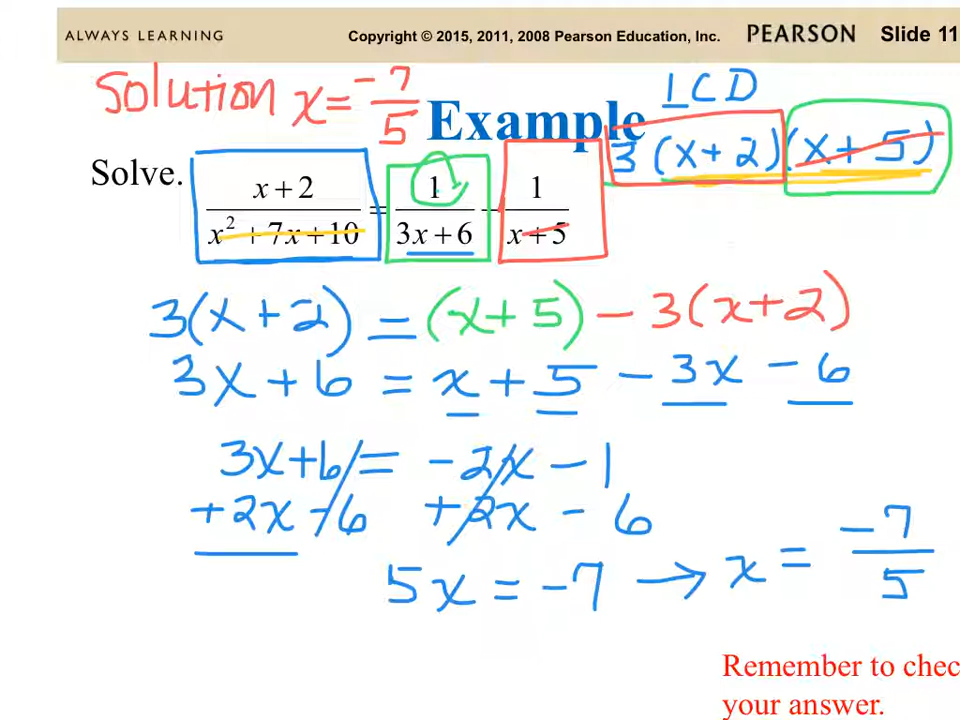 ALWAYS LEARNING Copyright © 2015, 2011, 2008 Pearson Education, Inc. PEARSON Slide 11
Solution x = -7/5
LCD
Example
3 (x + 2)(x + 5)
Solve. (x + 2)/(x² + 7x + 10) = 1/(3x + 6) − 1/(x + 5)
3(x + 2) = (x + 5) − 3(x + 2)
3x + 6 = x + 5 − 3x − 6
3x + 6 = −2x − 1
+2x − 6 +2x − 6
5x = −7 → x = −7/5
Remember to chec
your answer.